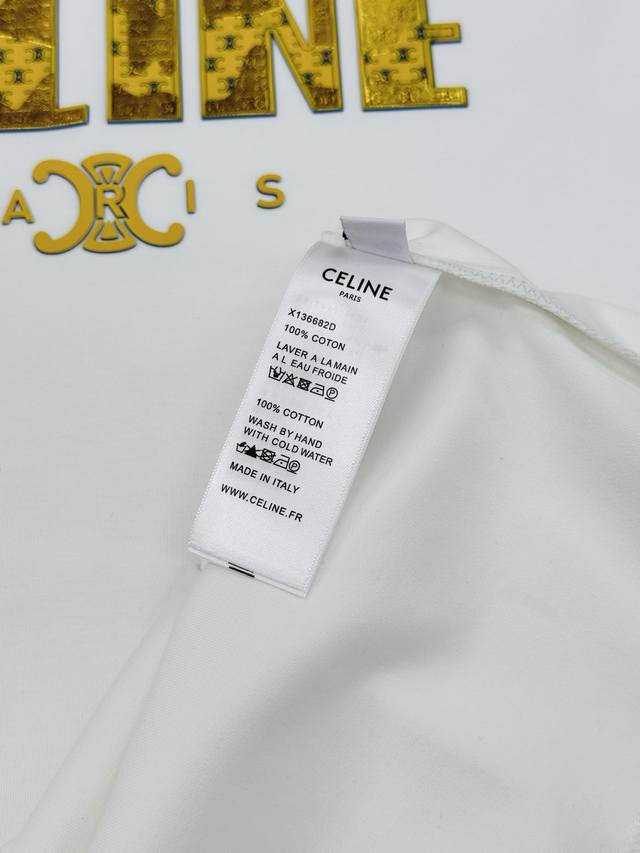 LINE
ARIS
CELINE
PARIS
X136682D
100% COTON
LAVER A LA MAIN
A L EAU FROIDE
100% COTTON
WASH BY HAND
WITH COLD WATER
MADE IN ITALY
WWW.CELINE.FR